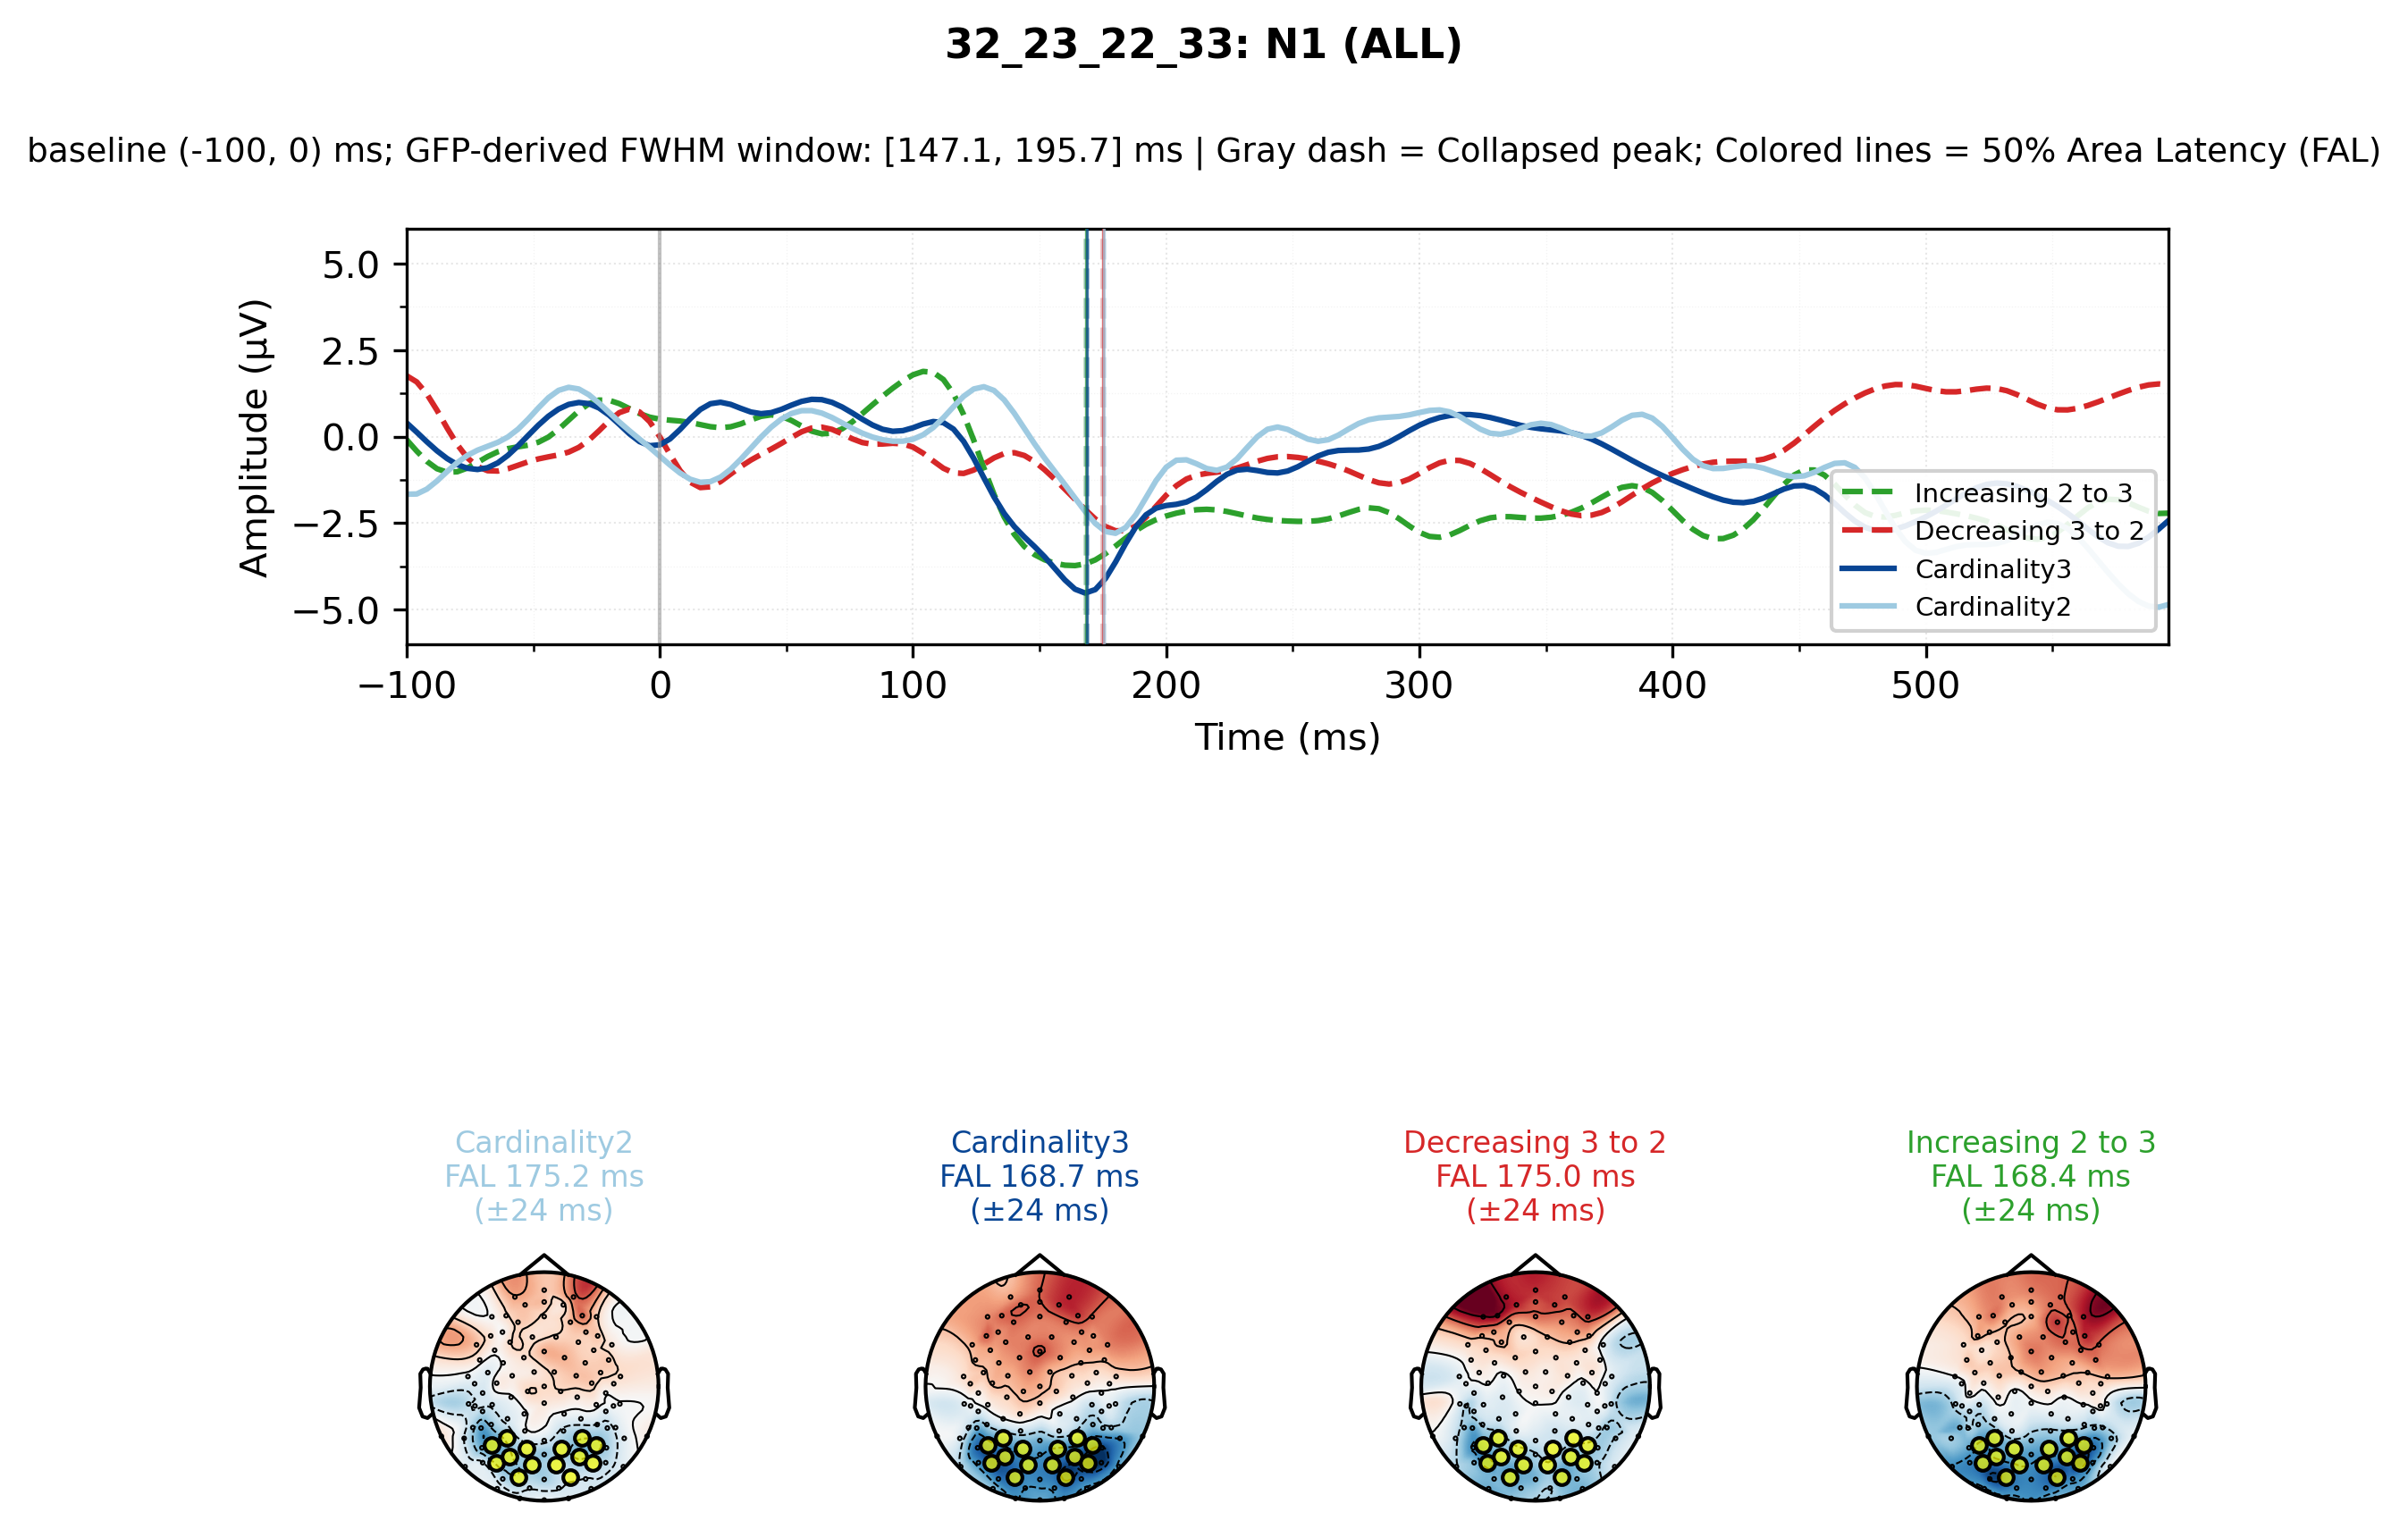 32_23_22_33: N1 (ALL)
baseline (-100, 0) ms; GFP-derived FWHM window: [147.1, 195.7] ms | Gray dash = Collapsed peak; Colored lines = 50% Area Latency (FAL)
Amplitude (μV)
5.0
2.5
0.0
−2.5
−5.0
Increasing 2 to 3
Decreasing 3 to 2
Cardinality3
Cardinality2
−100 0 100 200 300 400 500
Time (ms)
Cardinality2 Cardinality3 Decreasing 3 to 2 Increasing 2 to 3
FAL 175.2 ms FAL 168.7 ms FAL 175.0 ms FAL 168.4 ms
(±24 ms) (±24 ms) (±24 ms) (±24 ms)